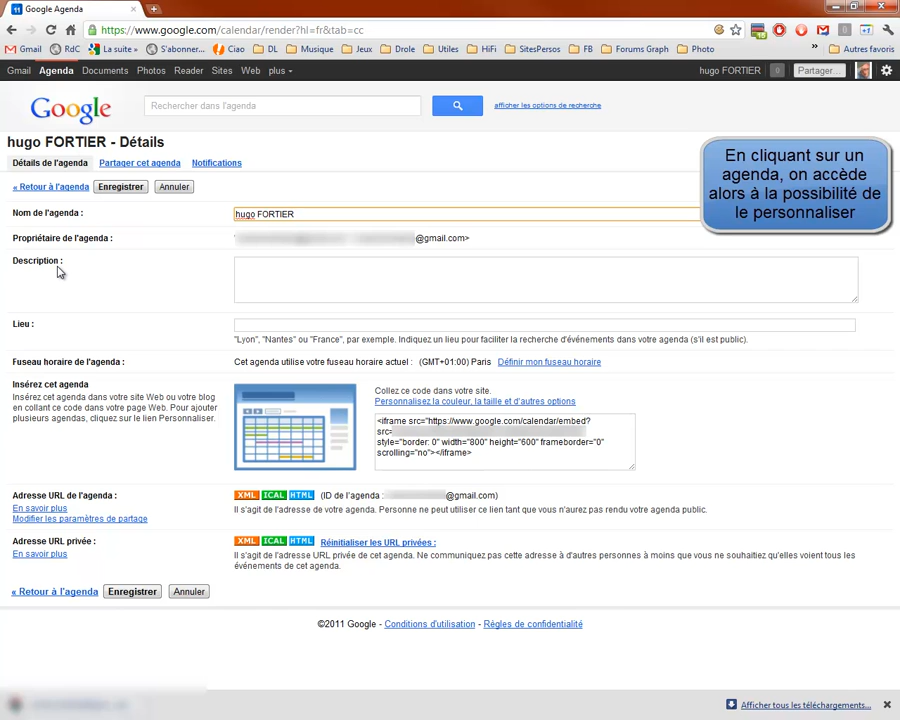 11 Google Agenda
https://www.google.com/calendar/render?hl=fr&tab=cc
Gmail RdC La suite » S'abonner... Ciao DL Musique Jeux Drole Utiles HiFi SitesPersos FB Forums Graph Photo » Autres favoris
Gmail Agenda Documents Photos Reader Sites Web plus hugo FORTIER 0 Partager...
Google Rechercher dans l'agenda afficher les options de recherche
hugo FORTIER - Détails
Détails de l'agenda Partager cet agenda Notifications
« Retour à l'agenda Enregistrer Annuler
En cliquant sur un
agenda, on accède
alors à la possibilité de
le personnaliser
Nom de l'agenda : hugo FORTIER
Propriétaire de l'agenda : @gmail.com>
Description :
Lieu :
"Lyon", "Nantes" ou "France", par exemple. Indiquez un lieu pour faciliter la recherche d'événements dans votre agenda (s'il est public).
Fuseau horaire de l'agenda : Cet agenda utilise votre fuseau horaire actuel : (GMT+01:00) Paris Définir mon fuseau horaire
Insérez cet agenda
Insérez cet agenda dans votre site Web ou votre blog
en collant ce code dans votre page Web. Pour ajouter
plusieurs agendas, cliquez sur le lien Personnaliser.
Collez ce code dans votre site.
Personnalisez la couleur, la taille et d'autres options
<iframe src="https://www.google.com/calendar/embed?
src=
style="border: 0" width="800" height="600" frameborder="0"
scrolling="no"></iframe>
Adresse URL de l'agenda : XML ICAL HTML (ID de l'agenda : @gmail.com)
En savoir plus
Il s'agit de l'adresse de votre agenda. Personne ne peut utiliser ce lien tant que vous n'aurez pas rendu votre agenda public.
Modifier les paramètres de partage
Adresse URL privée : XML ICAL HTML Réinitialiser les URL privées :
En savoir plus
Il s'agit de l'adresse URL privée de cet agenda. Ne communiquez pas cette adresse à d'autres personnes à moins que vous ne souhaitiez qu'elles voient tous les
événements de cet agenda.
« Retour à l'agenda Enregistrer Annuler
©2011 Google - Conditions d'utilisation - Règles de confidentialité
Afficher tous les téléchargements...